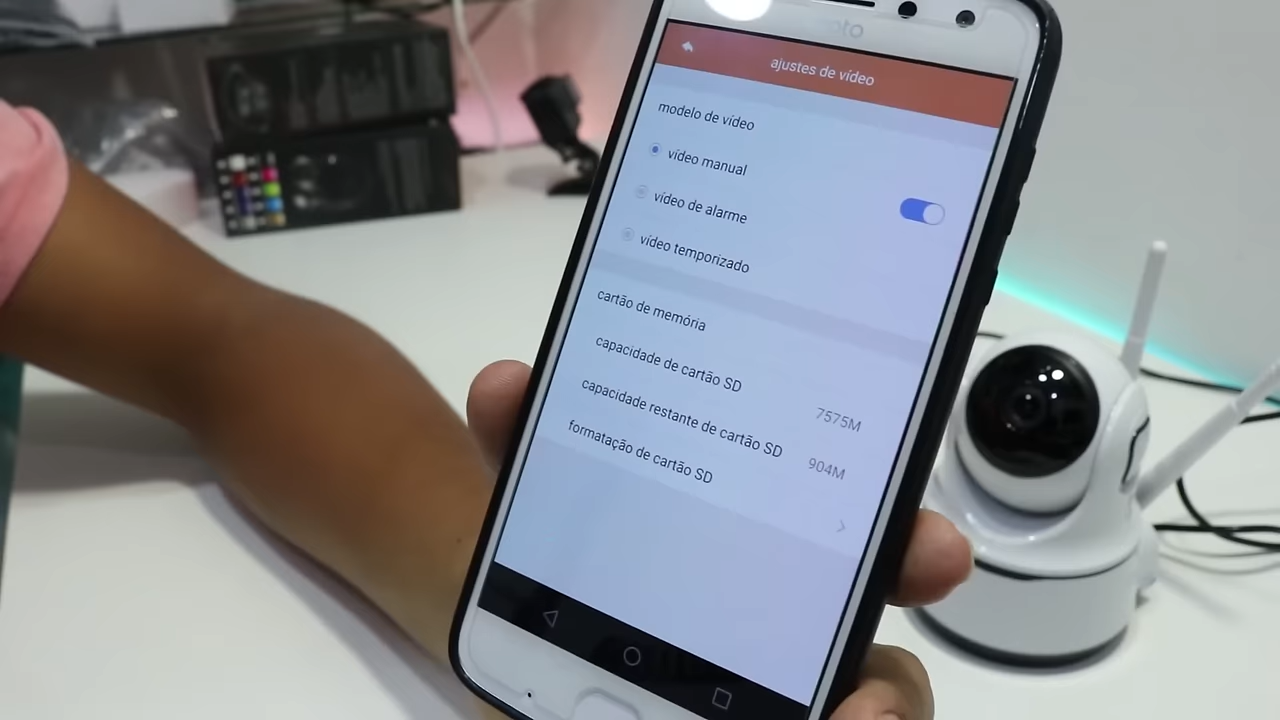 moto
ajustes de vídeo
modelo de vídeo
vídeo manual
vídeo de alarme
vídeo temporizado
cartão de memória
capacidade de cartão SD
7575M
capacidade restante de cartão SD
904M
formatação de cartão SD